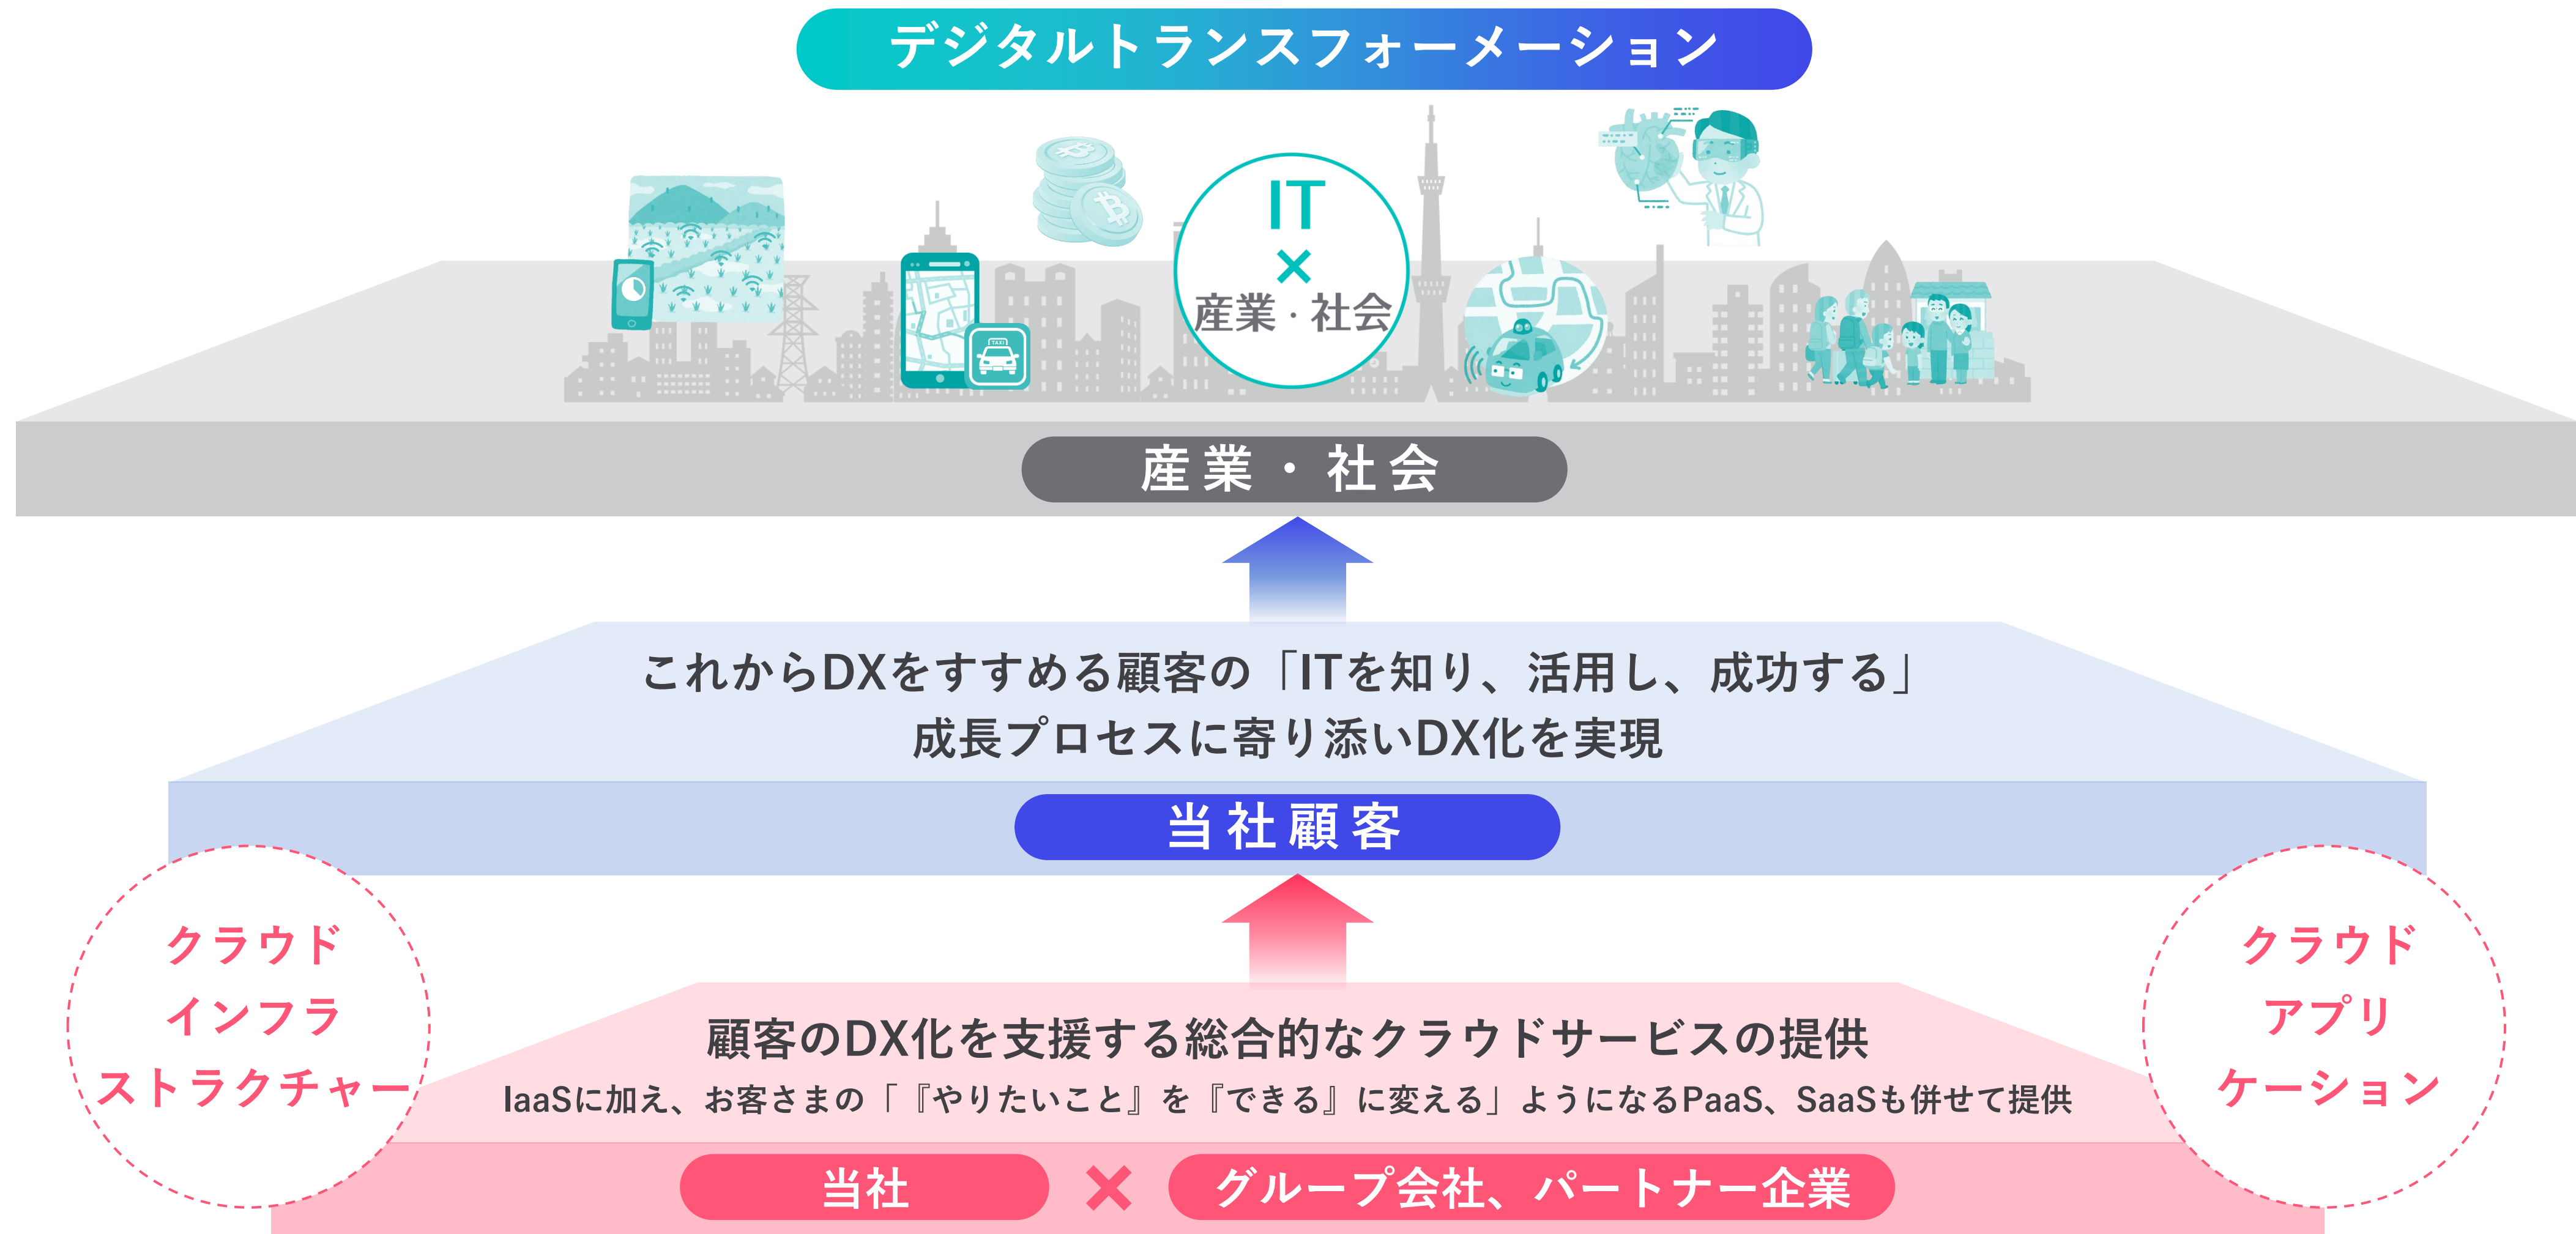 デジタルトランスフォーメーション
IT
×
産業・社会
TAXI
産業・社会
これからDXをすすめる顧客の「ITを知り、活用し、成功する」
成長プロセスに寄り添いDX化を実現
当社顧客
クラウド
インフラ
ストラクチャー
クラウド
アプリ
ケーション
顧客のDX化を支援する総合的なクラウドサービスの提供
IaaSに加え、お客さまの「『やりたいこと』を『できる』に変える」ようになるPaaS、SaaSも併せて提供
当社 × グループ会社、パートナー企業